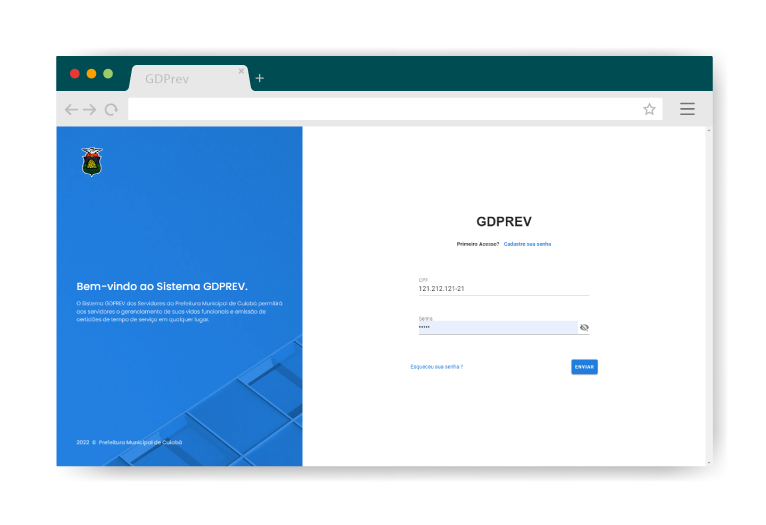 GDPrev
Bem-vindo ao Sistema GDPREV.
O Sistema GDPREV dos Servidores da Prefeitura Municipal de Cuiabá permitirá
aos servidores o gerenciamento de suas vidas funcionais e emissão de
certidões de tempo de serviço em qualquer lugar.
2022 © Prefeitura Municipal de Cuiabá
GDPREV
Primeiro Acesso? Cadastre sua senha
CPF
121.212.121-21
Senha
•••••
Esqueceu sua senha ?
ENVIAR